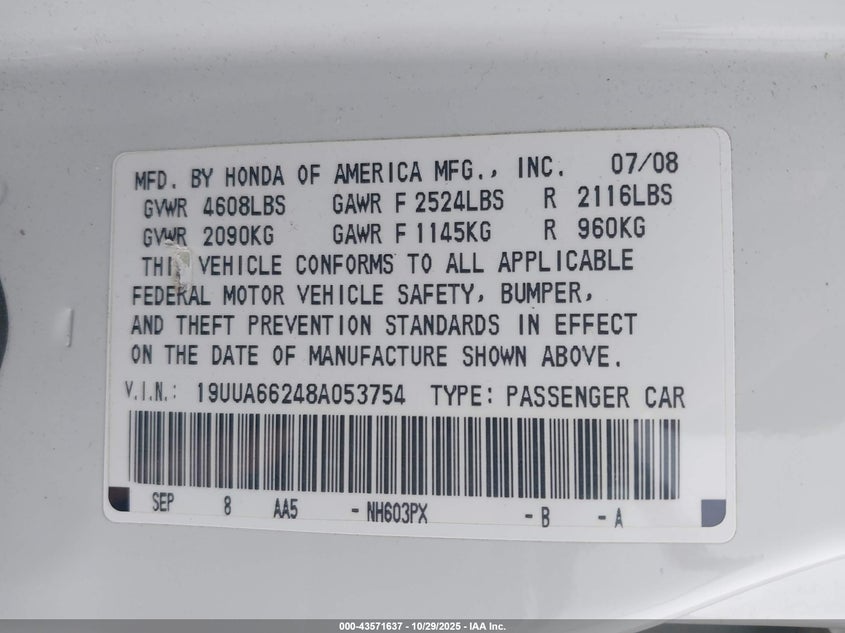 MFD. BY HONDA OF AMERICA MFG., INC. 07/08
GVWR 4608LBS GAWR F 2524LBS R 2116LBS
GVWR 2090KG GAWR F 1145KG R 960KG
THI VEHICLE CONFORMS TO ALL APPLICABLE
FEDERAL MOTOR VEHICLE SAFETY, BUMPER,
AND THEFT PREVENTION STANDARDS IN EFFECT
ON THE DATE OF MANUFACTURE SHOWN ABOVE.
V.I.N.: 19UUA66248A053754 TYPE: PASSENGER CAR
SEP 8 AA5 - NH603PX - B - A
000-43571637 - 10/29/2025 - IAA Inc.